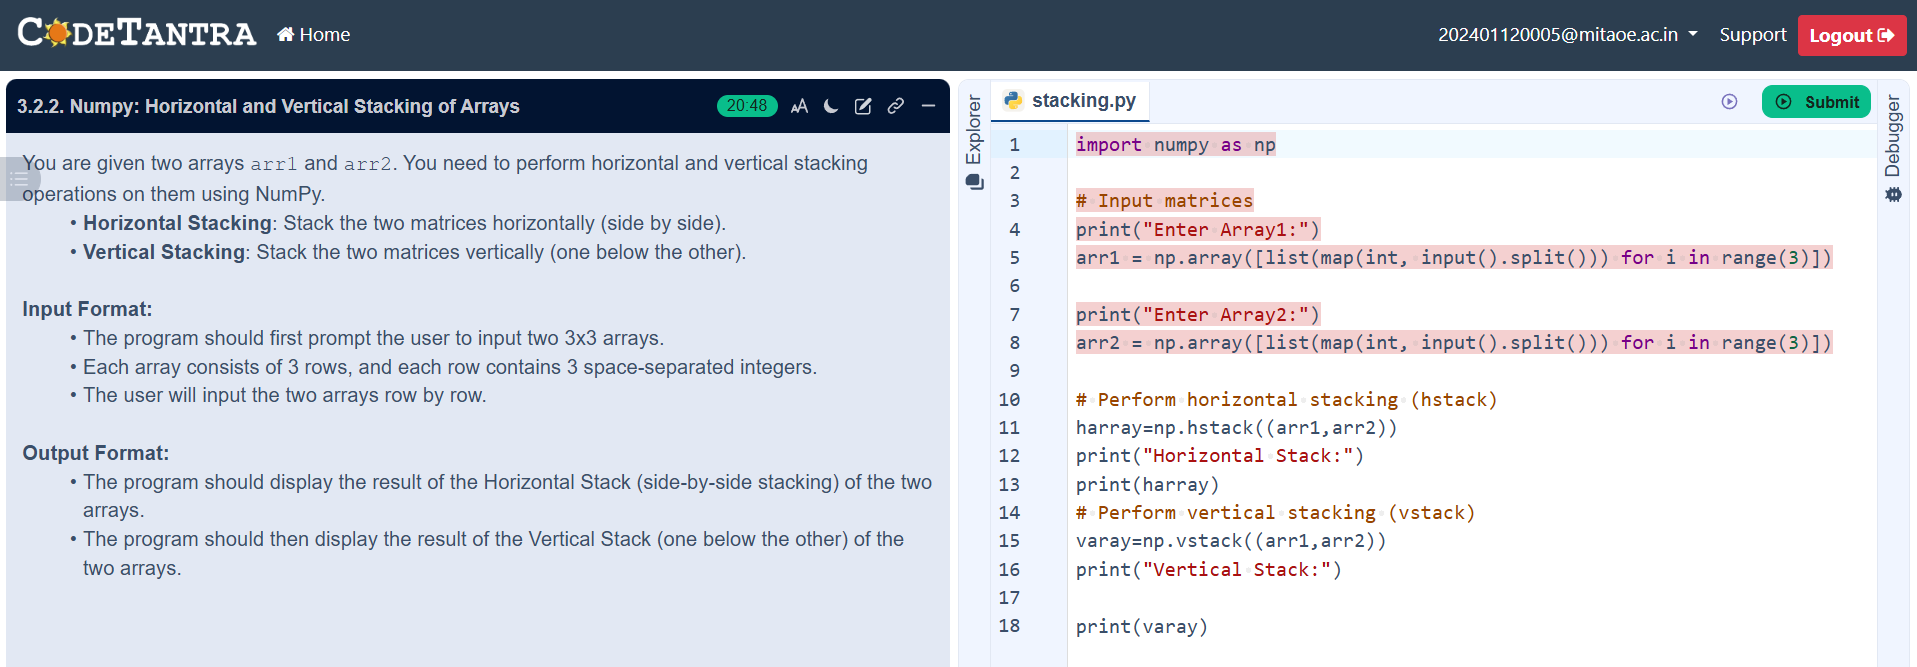 CODETANTRA Home 202401120005@mitaoe.ac.in Support Logout
3.2.2. Numpy: Horizontal and Vertical Stacking of Arrays 20:48 AA
You are given two arrays arr1 and arr2. You need to perform horizontal and vertical stacking
operations on them using NumPy.
• Horizontal Stacking: Stack the two matrices horizontally (side by side).
• Vertical Stacking: Stack the two matrices vertically (one below the other).
Input Format:
• The program should first prompt the user to input two 3x3 arrays.
• Each array consists of 3 rows, and each row contains 3 space-separated integers.
• The user will input the two arrays row by row.
Output Format:
• The program should display the result of the Horizontal Stack (side-by-side stacking) of the two
arrays.
• The program should then display the result of the Vertical Stack (one below the other) of the
two arrays.
Explorer
stacking.py
Submit
1 import numpy as np
2
3 # Input matrices
4 print("Enter Array1:")
5 arr1 = np.array([list(map(int, input().split())) for i in range(3)])
6
7 print("Enter Array2:")
8 arr2 = np.array([list(map(int, input().split())) for i in range(3)])
9
10 # Perform horizontal stacking (hstack)
11 harray=np.hstack((arr1,arr2))
12 print("Horizontal Stack:")
13 print(harray)
14 # Perform vertical stacking (vstack)
15 varay=np.vstack((arr1,arr2))
16 print("Vertical Stack:")
17
18 print(varay)
Debugger